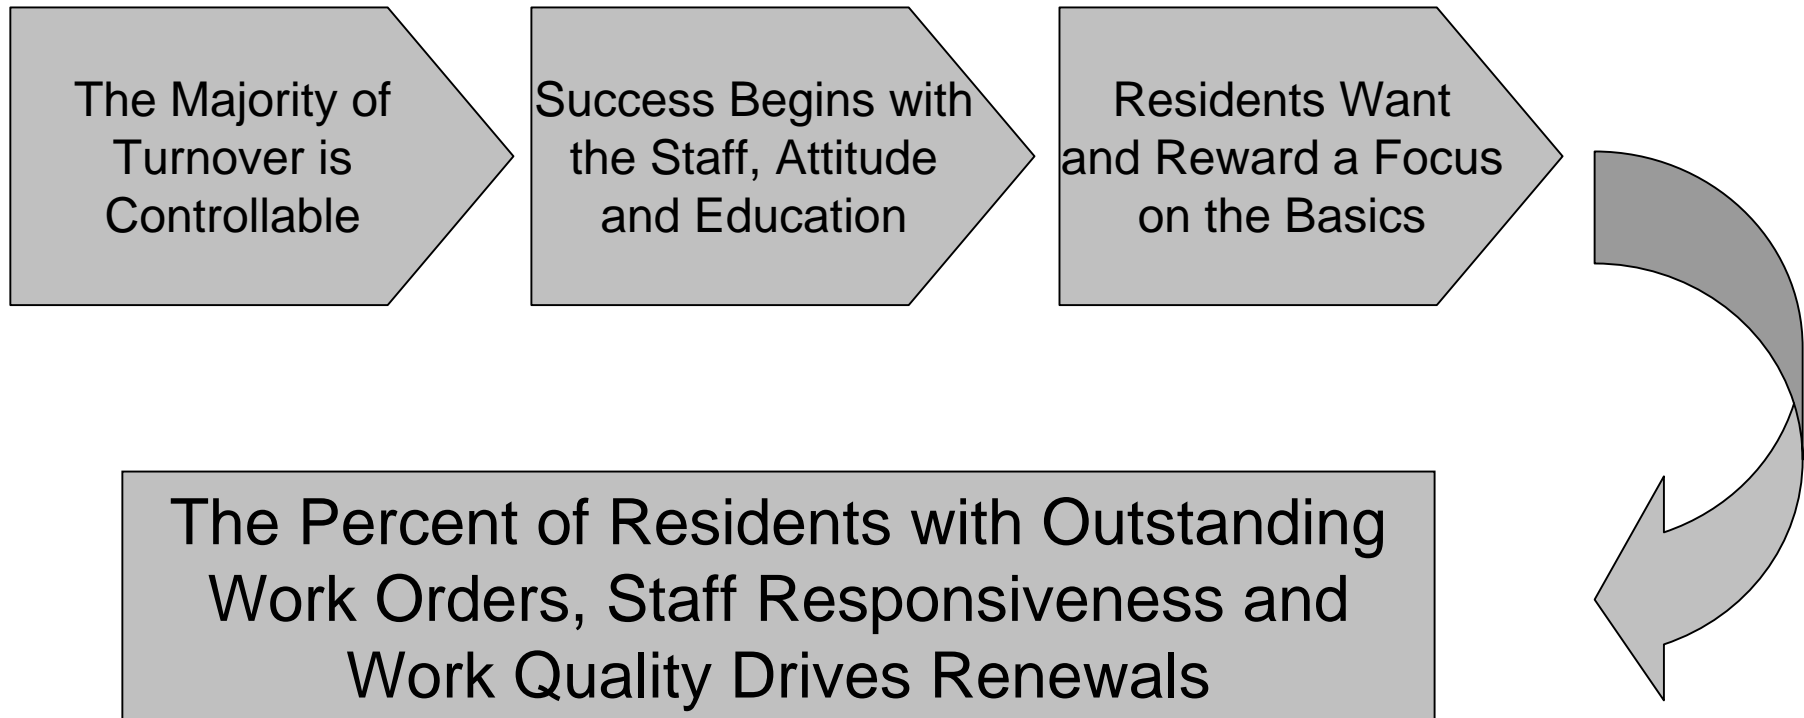 The Majority of
Turnover is
Controllable
Success Begins with
the Staff, Attitude
and Education
Residents Want
and Reward a Focus
on the Basics
The Percent of Residents with Outstanding
Work Orders, Staff Responsiveness and
Work Quality Drives Renewals